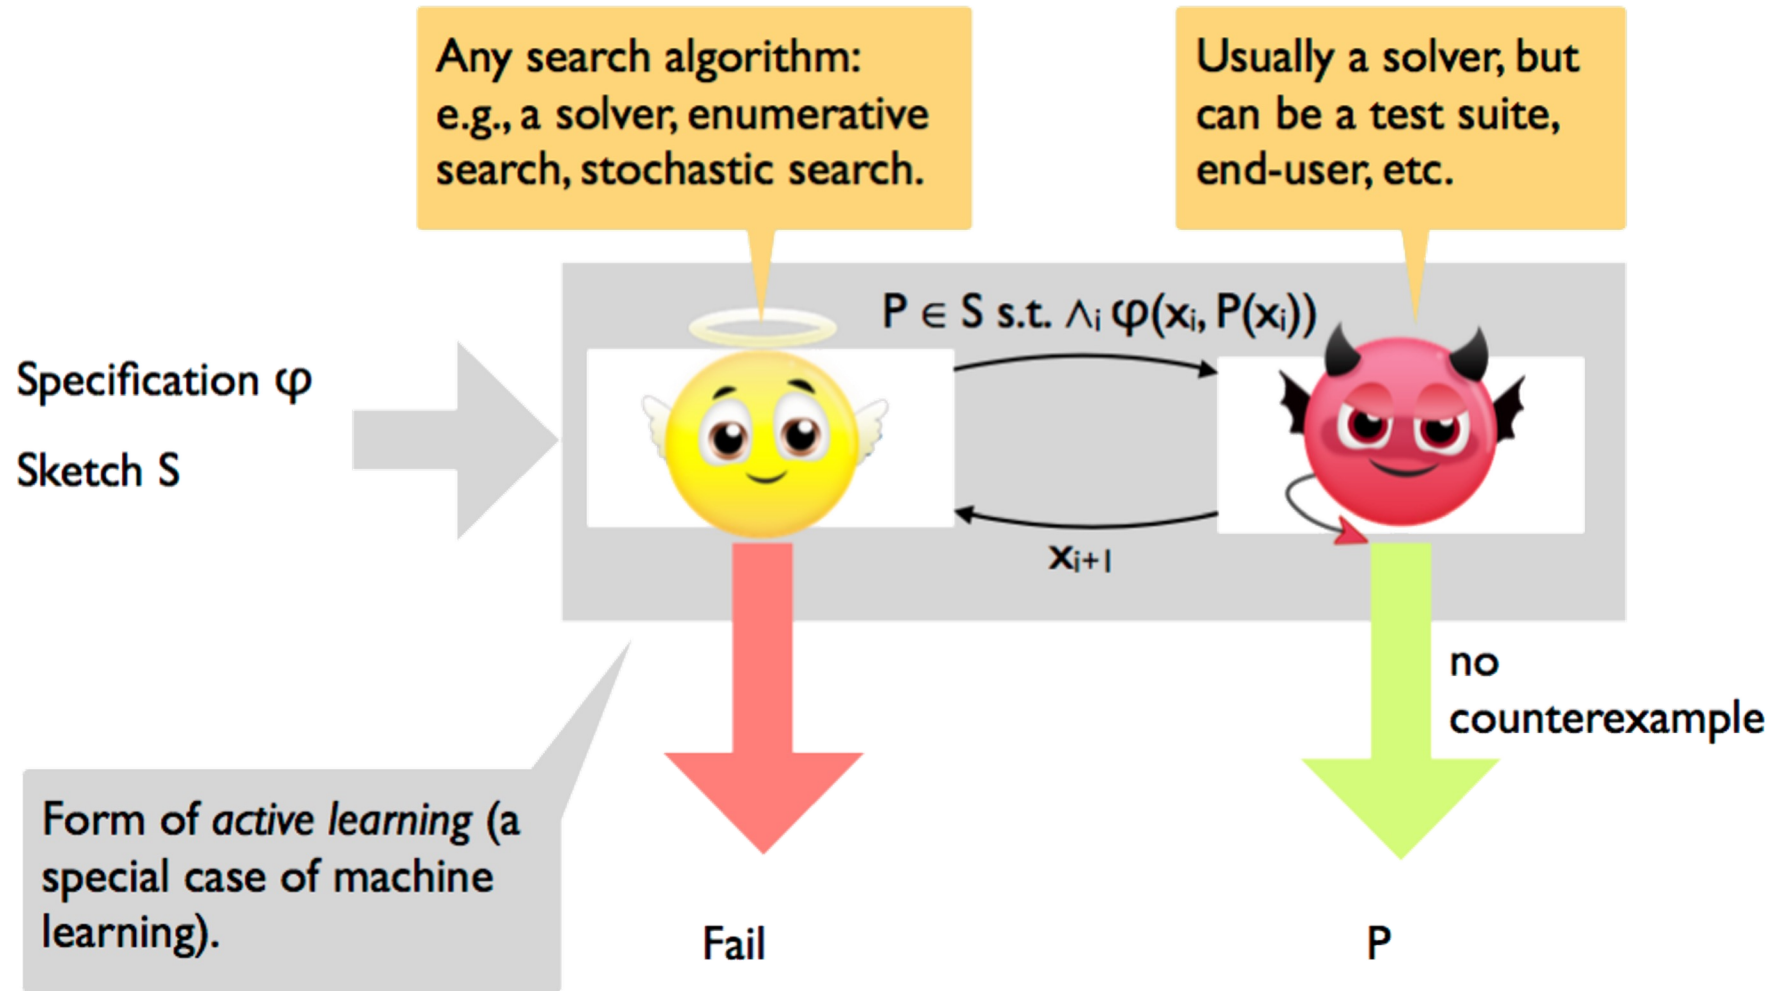 Any search algorithm:
e.g., a solver, enumerative
search, stochastic search.
Usually a solver, but
can be a test suite,
end-user, etc.
P ∈ S s.t. ∧ᵢ φ(xᵢ, P(xᵢ))
Specification φ
Sketch S
xᵢ₊₁
no
counterexample
Form of active learning (a
special case of machine
learning).
Fail
P